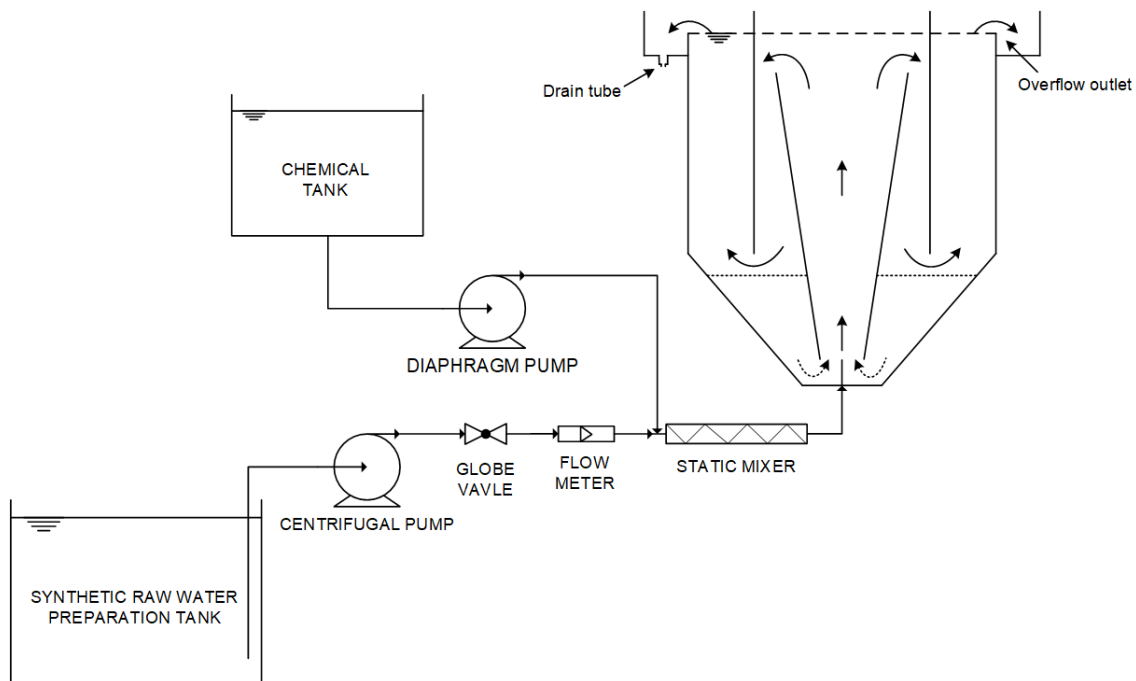 Drain tube
Overflow outlet
CHEMICAL
TANK
DIAPHRAGM PUMP
GLOBE
VAVLE
FLOW
METER
STATIC MIXER
CENTRIFUGAL PUMP
SYNTHETIC RAW WATER
PREPARATION TANK